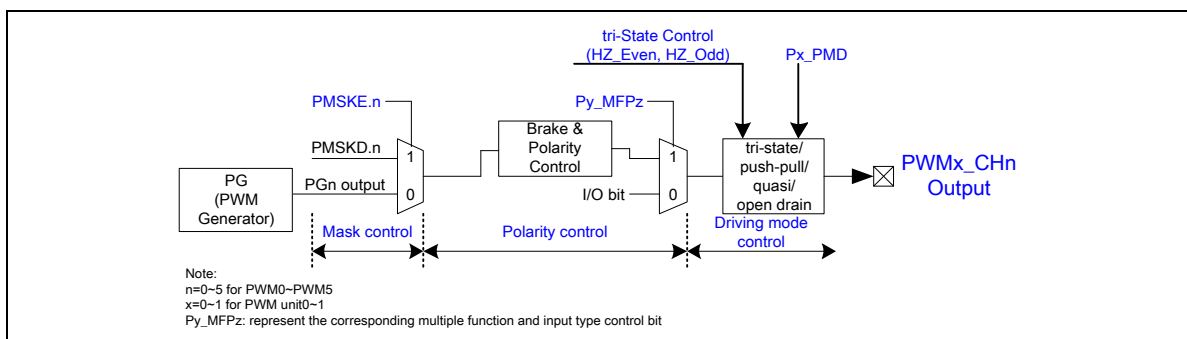 tri-State Control
(HZ_Even, HZ_Odd)
Px_PMD
PMSKE.n
Py_MFPz
PMSKD.n
1
Brake &
Polarity
Control
1
tri-state/
push-pull/
quasi/
open drain
PWMx_CHn
Output
PG
(PWM
Generator)
PGn output
0
I/O bit
0
Mask control
Polarity control
Driving mode
control
Note:
n=0~5 for PWM0~PWM5
x=0~1 for PWM unit0~1
Py_MFPz: represent the corresponding multiple function and input type control bit